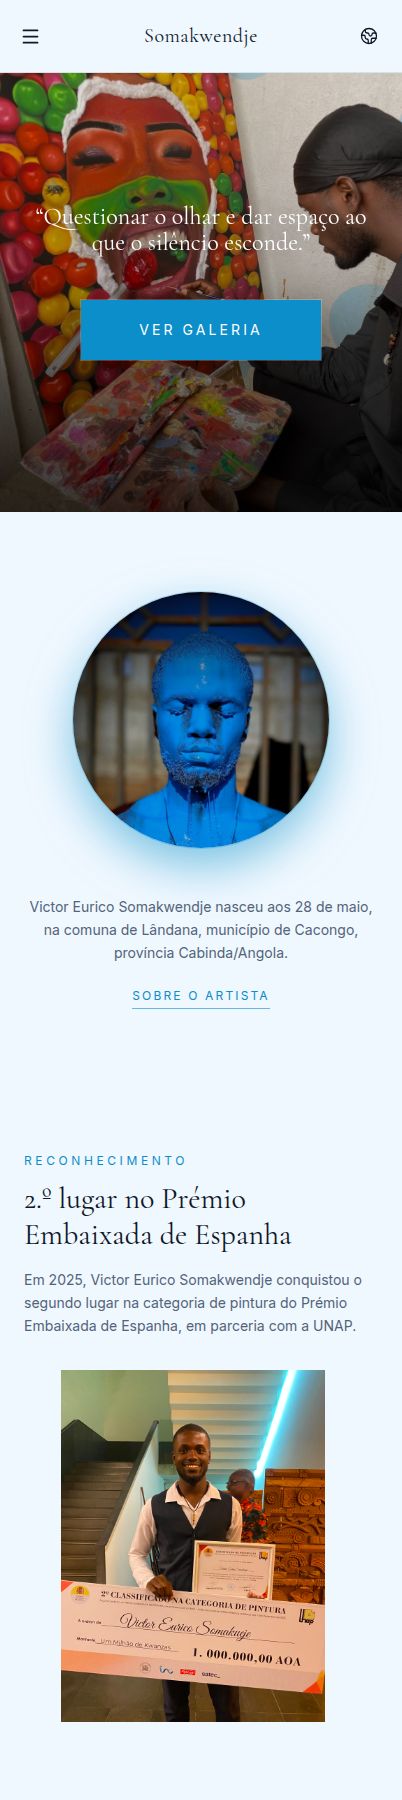 Somakwendje
“Questionar o olhar e dar espaço ao
que o silêncio esconde.”
VER GALERIA
Victor Eurico Somakwendje nasceu aos 28 de maio,
na comuna de Lândana, município de Cacongo,
província Cabinda/Angola.
SOBRE O ARTISTA
RECONHECIMENTO
2.º lugar no Prémio
Embaixada de Espanha
Em 2025, Victor Eurico Somakwendje conquistou o
segundo lugar na categoria de pintura do Prémio
Embaixada de Espanha, em parceria com a UNAP.
2º CLASSIFICADO NA CATEGORIA DE PINTURA
À ordem de
Victor Eurico Somakueje
Montante
Um Milhão de Kwanzas
1. 000.000,00 AOA